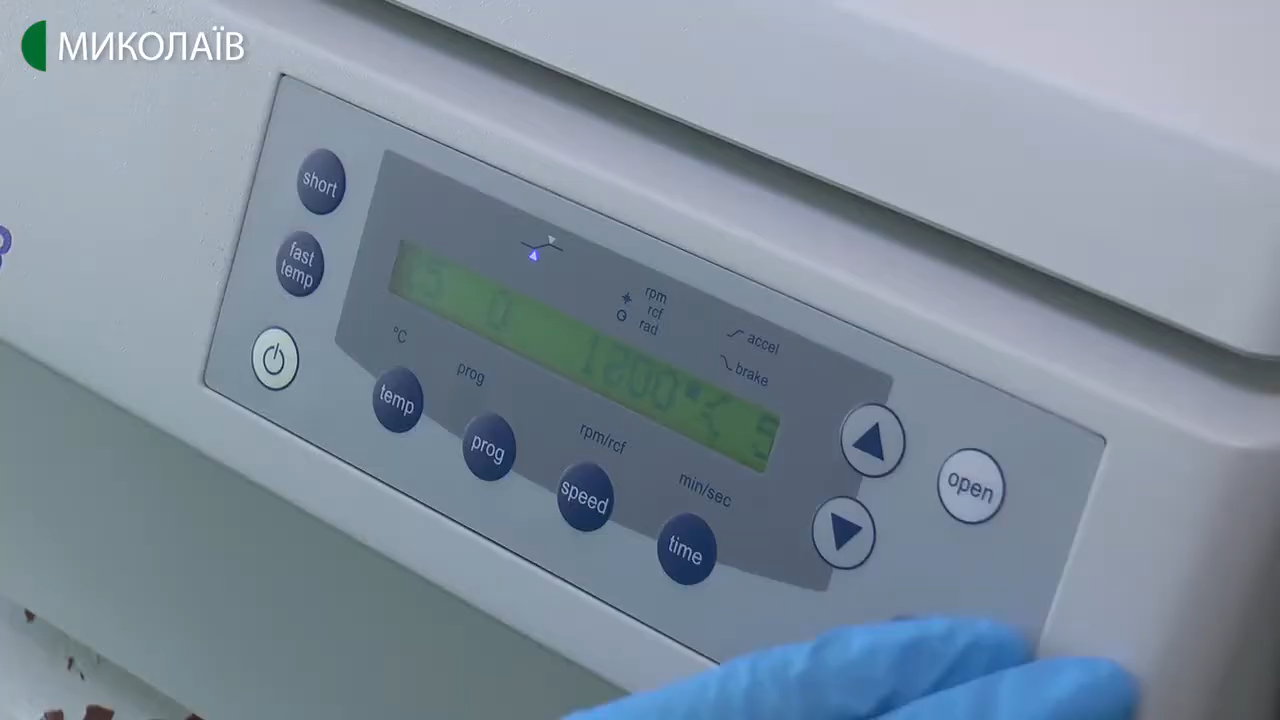 МИКОЛАЇВ
short
fast
temp
rpm
rcf
rad
accel
brake
°C
prog
rpm/rcf
min/sec
temp
prog
speed
time
open